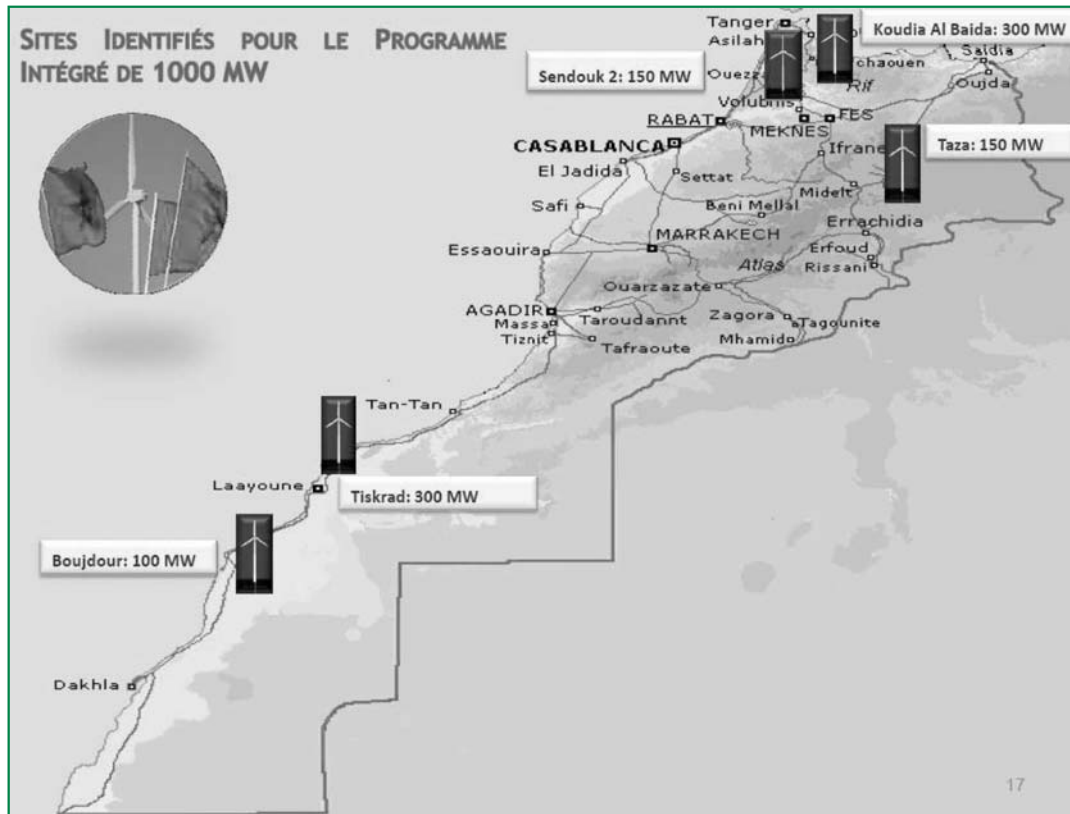 SITES IDENTIFIÉS POUR LE PROGRAMME
INTÉGRÉ DE 1000 MW
Tanger
Koudia Al Baida: 300 MW
Asilah
Saidia
Sendouk 2: 150 MW
Rif
Oujda
Volubilis
RABAT
FES
MEKNES
Taza: 150 MW
CASABLANCA
Ifrane
El Jadida
Settat
Midelt
Safi
Beni Mellal
Errachidia
MARRAKECH
Essaouira
Erfoud
Atlas
Rissani
Ouarzazate
AGADIR
Massa
Taroudannt
Zagora
Tagounite
Tiznit
Tafraoute
Mhamid
Tan-Tan
Laayoune
Tiskrad: 300 MW
Boujdour: 100 MW
Dakhla
17